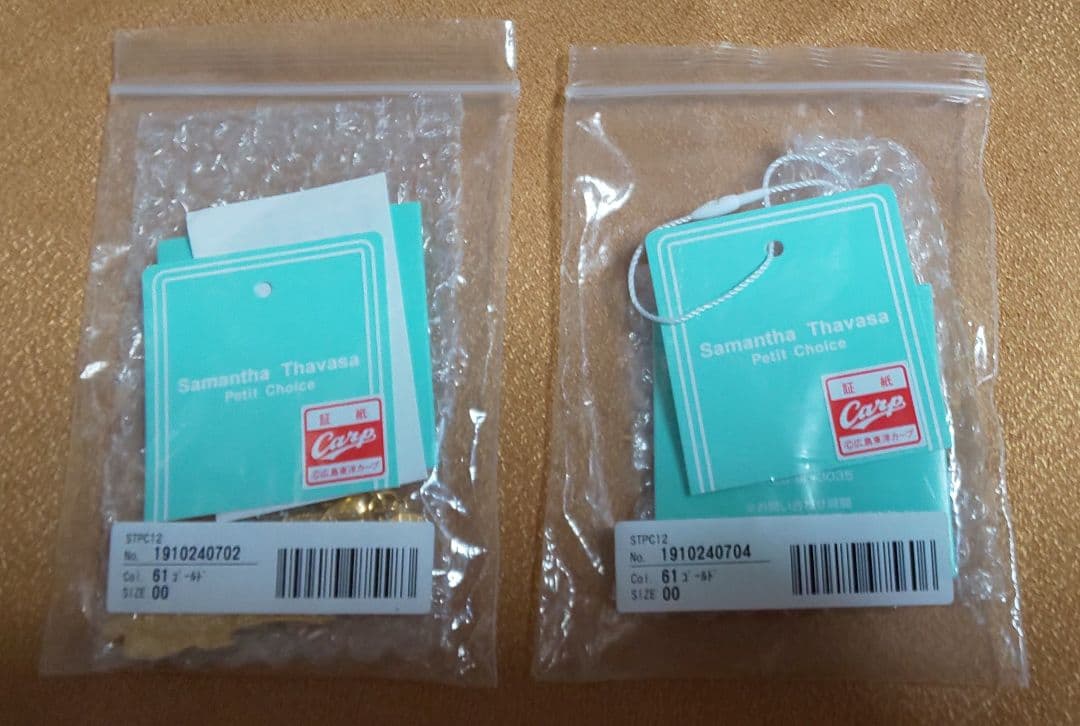 Samantha Thavasa
Petit Choice
証紙
Carp
©広島東洋カープ
STPC12
No. 1910240702
Col. 61 ゴールド
SIZE 00
Samantha Thavasa
Petit Choice
証紙
Carp
©広島東洋カープ
STPC12
No. 1910240704
Col. 61 ゴールド
SIZE 00